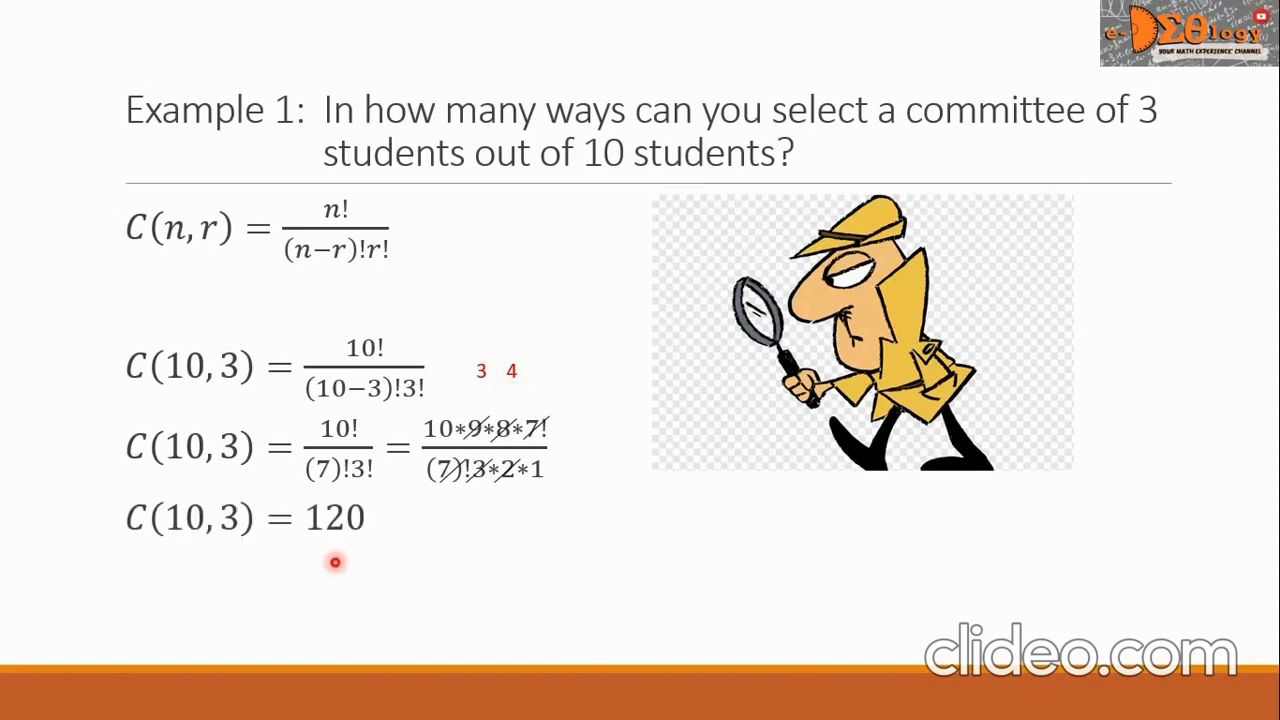 e-DΣθlogy
YOUR MATH EXPERIENCE CHANNEL
Example 1: In how many ways can you select a committee of 3
students out of 10 students?
C(n, r) = n! / (n−r)!r!
C(10, 3) = 10! / (10−3)!3!
3 4
C(10, 3) = 10! / (7)!3! = 10∗9∗8∗7! / (7)!3∗2∗1
C(10, 3) = 120
clideo.com